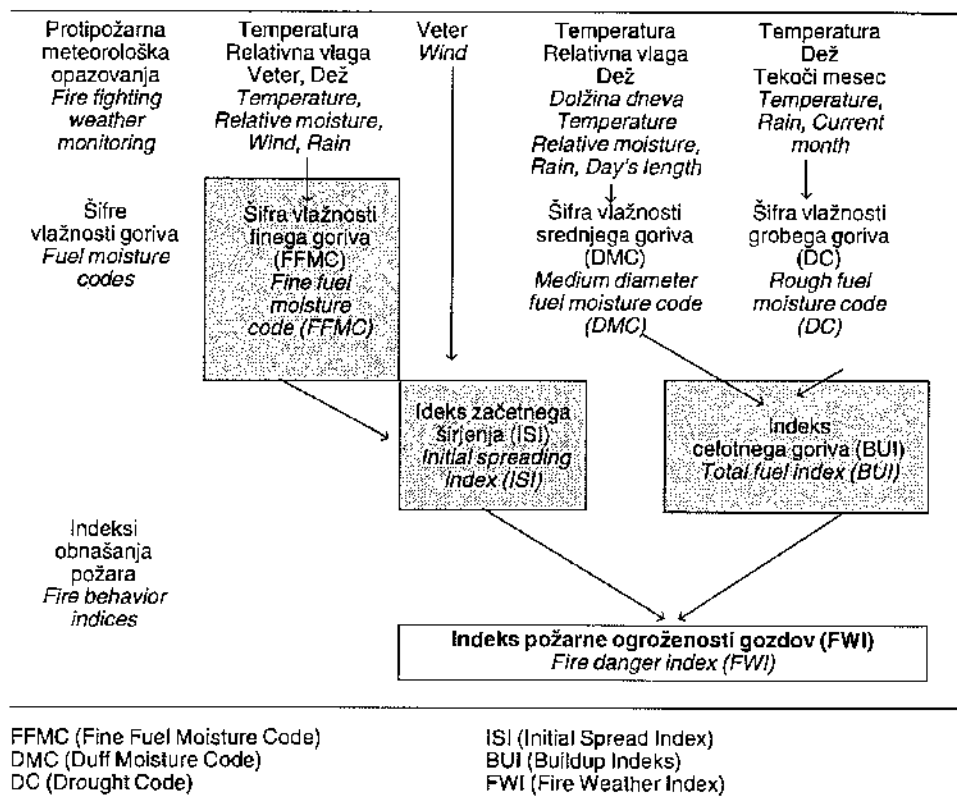 Protipožarna
meteorološka
opazovanja
Fire fighting
weather
monitoring
Temperatura
Relativna vlaga
Veter, Dež
Temperature,
Relative moisture,
Wind, Rain
Veter
Wind
Temperatura
Relativna vlaga
Dež
Dolžina dneva
Temperature
Relative moisture,
Rain, Day's length
Temperatura
Dež
Tekoči mesec
Temperature,
Rain, Current
month
Šifre
vlažnosti goriva
Fuel moisture
codes
Šifra vlažnosti
finega goriva
(FFMC)
Fine fuel
moisture
code (FFMC)
Šifra vlažnosti
srednjega goriva
(DMC)
Medium diameter
fuel moisture code
(DMC)
Šifra vlažnosti
grobega goriva
(DC)
Rough fuel
moisture code
(DC)
Ideks začetnega
širjenja (ISI)
Initial spreading
index (ISI)
Indeks
celotnega goriva (BUI)
Total fuel index (BUI)
Indeksi
obnašanja
požara
Fire behavior
indices
Indeks požarne ogroženosti gozdov (FWI)
Fire danger index (FWI)
FFMC (Fine Fuel Moisture Code)
DMC (Duff Moisture Code)
DC (Drought Code)
ISI (Initial Spread Index)
BUI (Buildup Indeks)
FWI (Fire Weather Index)